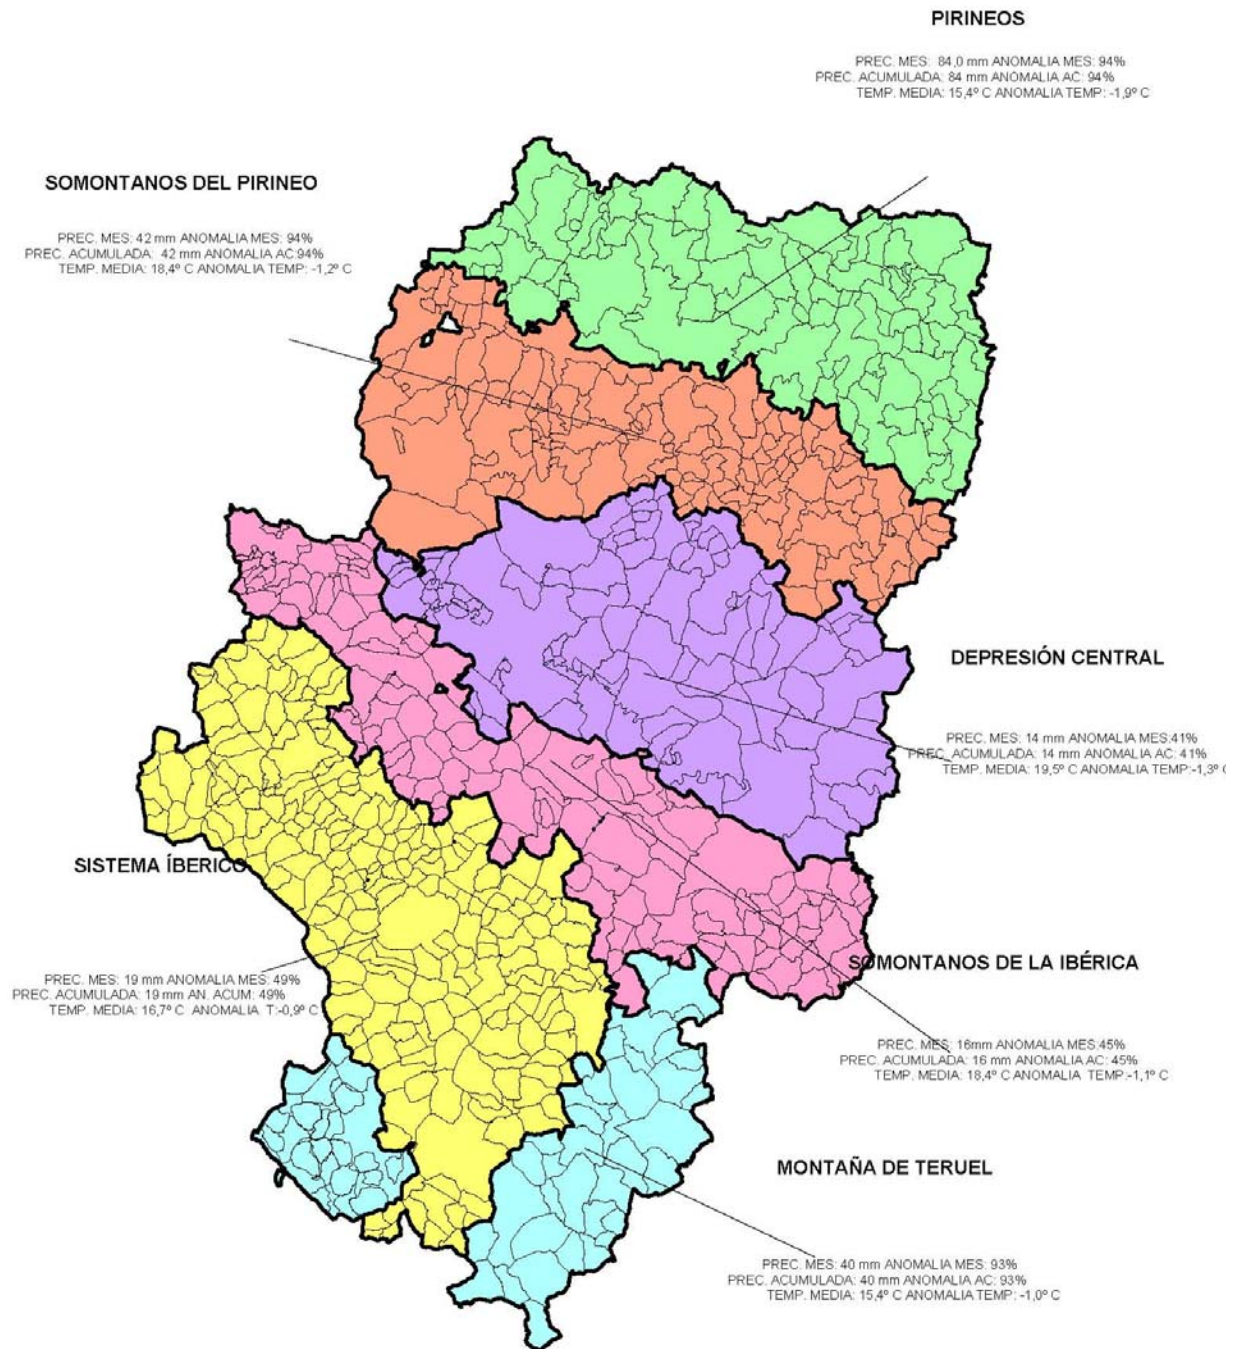 PIRINEOS
PREC. MES: 84,0 mm ANOMALIA MES: 94%
PREC. ACUMULADA: 84 mm ANOMALIA AC: 94%
TEMP. MEDIA: 15,4º C ANOMALIA TEMP: -1,9º C
SOMONTANOS DEL PIRINEO
PREC. MES: 42 mm ANOMALIA MES: 94%
PREC. ACUMULADA: 42 mm ANOMALIA AC:94%
TEMP. MEDIA: 18,4º C ANOMALIA TEMP: -1,2º C
DEPRESIÓN CENTRAL
PREC. MES: 14 mm ANOMALIA MES:41%
PREC. ACUMULADA: 14 mm ANOMALIA AC: 41%
TEMP. MEDIA: 19,5º C ANOMALIA TEMP:-1,3º C
SISTEMA ÍBERICO
PREC. MES: 19 mm ANOMALIA MES: 49%
PREC. ACUMULADA: 19 mm AN. ACUM: 49%
TEMP. MEDIA: 16,7º C ANOMALIA T:-0,9º C
SOMONTANOS DE LA IBÉRICA
PREC. MES: 16mm ANOMALIA MES:45%
PREC. ACUMULADA: 16 mm ANOMALIA AC: 45%
TEMP. MEDIA: 18,4º C ANOMALIA TEMP:-1,1º C
MONTAÑA DE TERUEL
PREC. MES: 40 mm ANOMALIA MES: 93%
PREC. ACUMULADA: 40 mm ANOMALIA AC: 93%
TEMP. MEDIA: 15,4º C ANOMALIA TEMP: -1,0º C